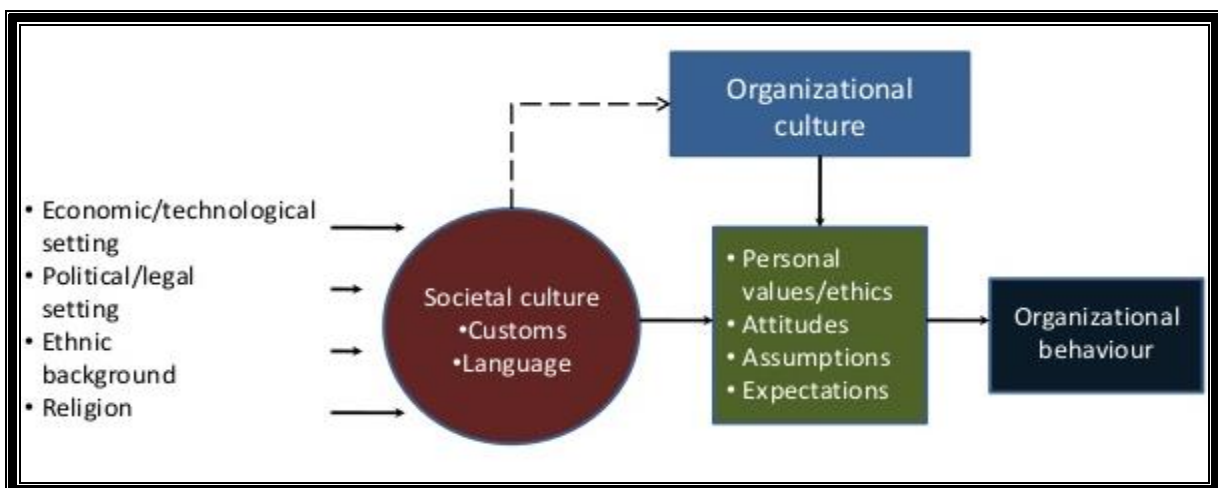 Organizational
culture
• Economic/technological
setting
• Political/legal
setting
• Ethnic
background
• Religion
Societal culture
•Customs
•Language
• Personal
values/ethics
• Attitudes
• Assumptions
• Expectations
Organizational
behaviour